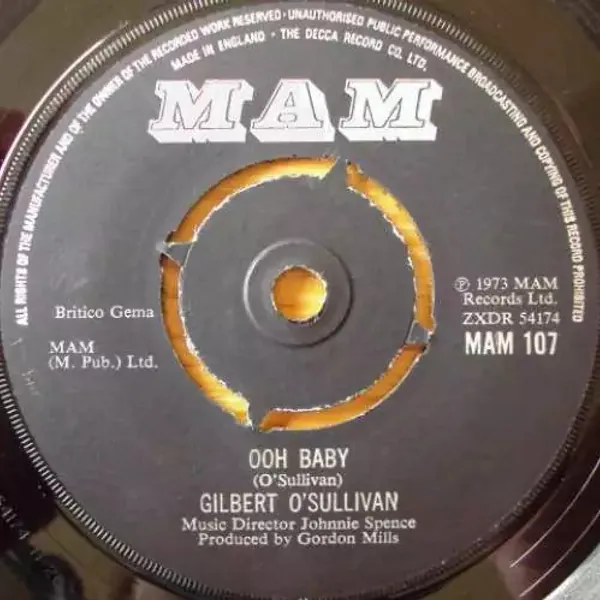 ALL RIGHTS OF THE MANUFACTURER AND OF THE OWNER OF THE RECORDED WORK RESERVED · UNAUTHORISED PUBLIC PERFORMANCE BROADCASTING AND COPYING OF THIS RECORD PROHIBITED
MADE IN ENGLAND · THE DECCA RECORD CO. LTD.
MAM
Britico Gema
MAM
(M. Pub.) Ltd.
℗ 1973 MAM
Records Ltd.
ZXDR 54174
MAM 107
OOH BABY
(O'Sullivan)
GILBERT O'SULLIVAN
Music Director Johnnie Spence
Produced by Gordon Mills